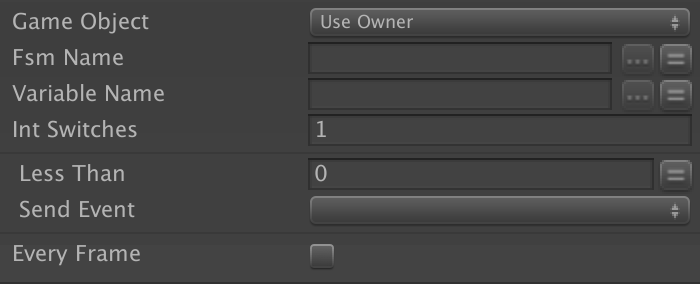 Game Object Use Owner
Fsm Name
Variable Name
Int Switches 1
Less Than 0
Send Event
Every Frame